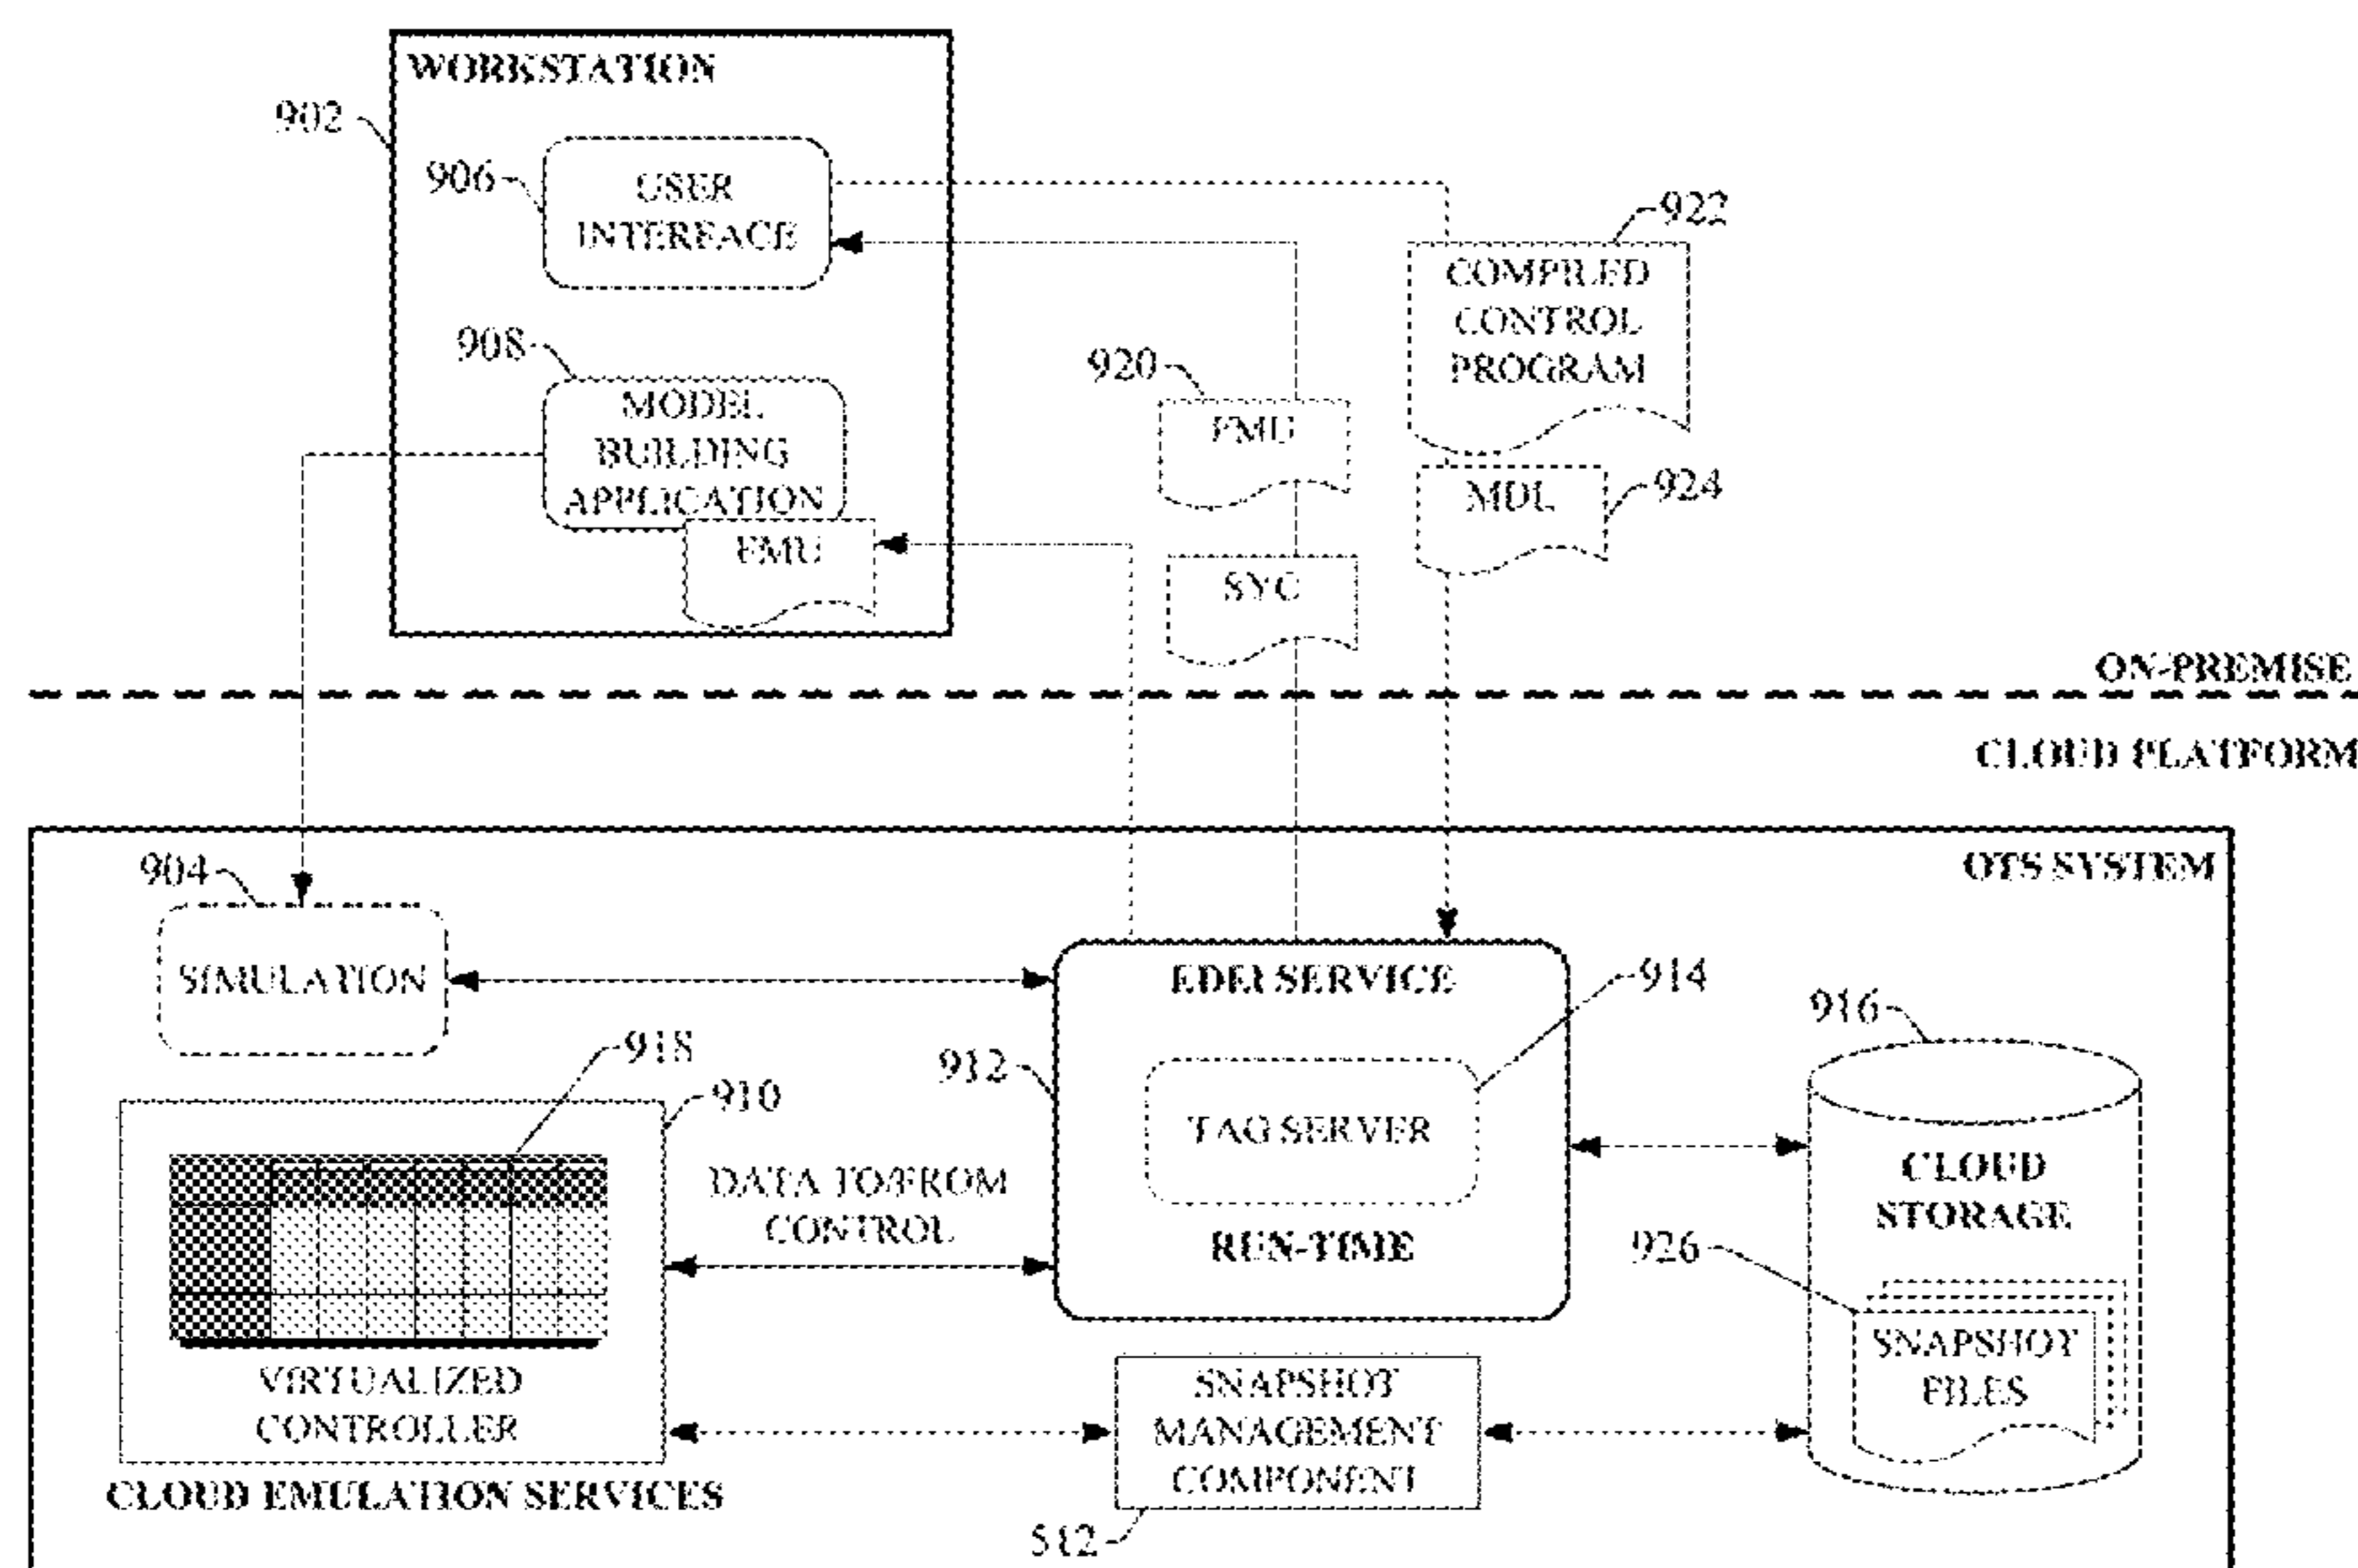 WORKSTATION
902
906
USER
INTERFACE
922
COMPILED
CONTROL
PROGRAM
908
MODEL
BUILDING
APPLICATION
FMU
920
FMU
SYC
MDL
924
ON-PREMISE
CLOUD PLATFORM
OTS SYSTEM
904
SIMULATION
918
910
VIRTUALIZED
CONTROLLER
CLOUD EMULATION SERVICES
DATA TO/FROM
CONTROL
912
SERVICE
914
TAG SERVER
RUN-TIME
916
CLOUD
STORAGE
926
SNAPSHOT
FILES
SNAPSHOT
MANAGEMENT
COMPONENT
512